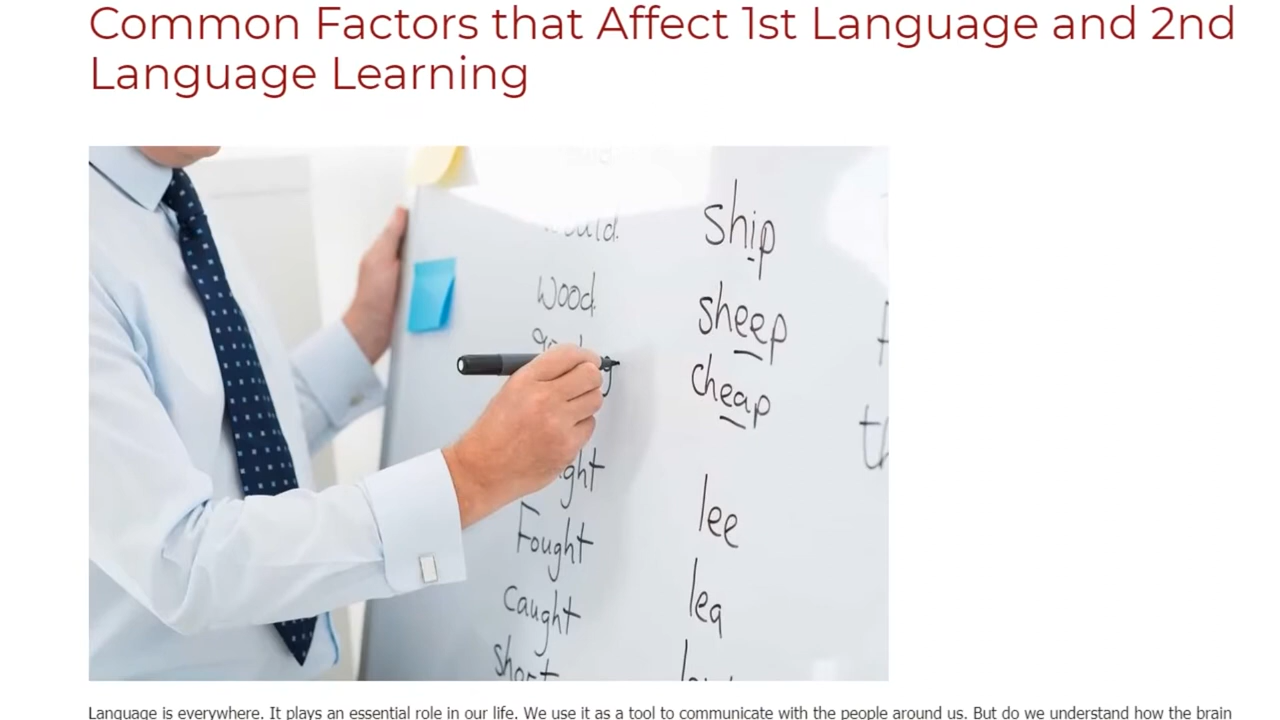 Common Factors that Affect 1st Language and 2nd
Language Learning
Wood
Fought
Caught
short
ship
sheep
cheap
lee
lea
Language is everywhere. It plays an essential role in our life. We use it as a tool to communicate with the people around us. But do we understand how the brain